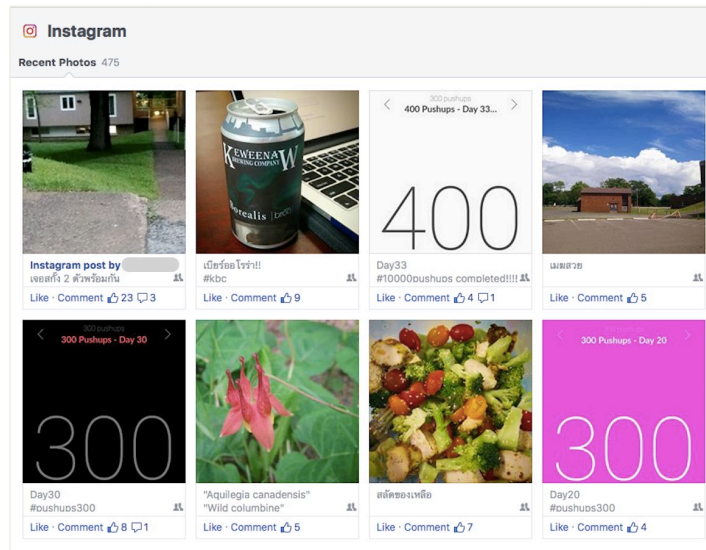 Instagram
Recent Photos 475
KEWEENAW
BREWING COMPANY
Borealis | broo
300 pushups
400 Pushups - Day 33...
400
Instagram post by
เจอสกั๊ง 2 ตัวพร้อมกัน
Like · Comment 23 3
เบียร์ออโรร่า!!
#kbc
Like · Comment 9
Day33
#10000pushups completed!!!!
Like · Comment 4 1
เมฆสวย
Like · Comment 5
300 pushups
300 Pushups - Day 30
300
300 Pushups - Day 20
300
Day30
#pushups300
Like · Comment 8 1
"Aquilegia canadensis"
"Wild columbine"
Like · Comment 5
สลัดของเหลือ
Like · Comment 7
Day20
#pushups300
Like · Comment 4